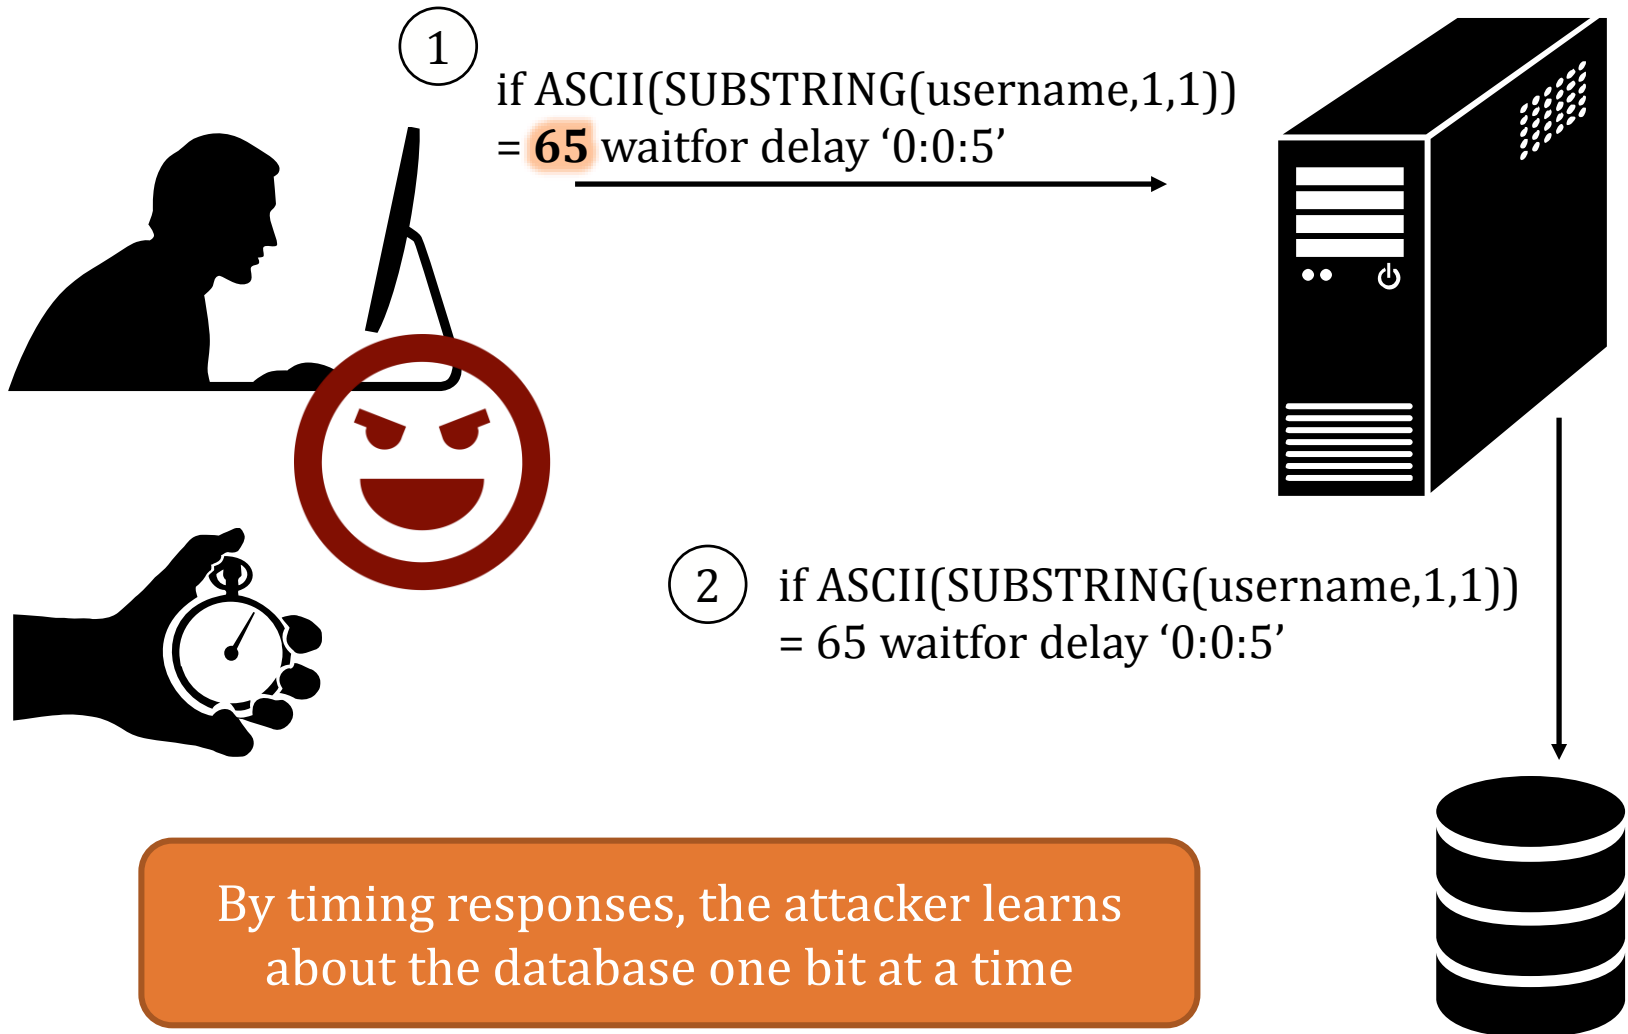 1
if ASCII(SUBSTRING(username,1,1))
= 65 waitfor delay ‘0:0:5’
2
if ASCII(SUBSTRING(username,1,1))
= 65 waitfor delay ‘0:0:5’
By timing responses, the attacker learns
about the database one bit at a time